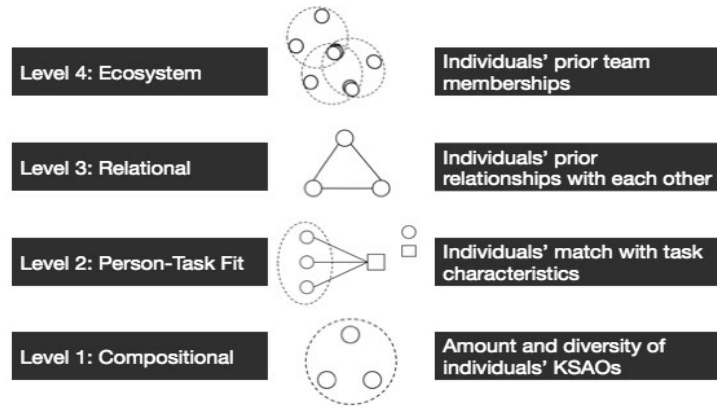 Level 4: Ecosystem
Individuals' prior team
memberships
Level 3: Relational
Individuals' prior
relationships with each other
Level 2: Person-Task Fit
Individuals' match with task
characteristics
Level 1: Compositional
Amount and diversity of
individuals' KSAOs